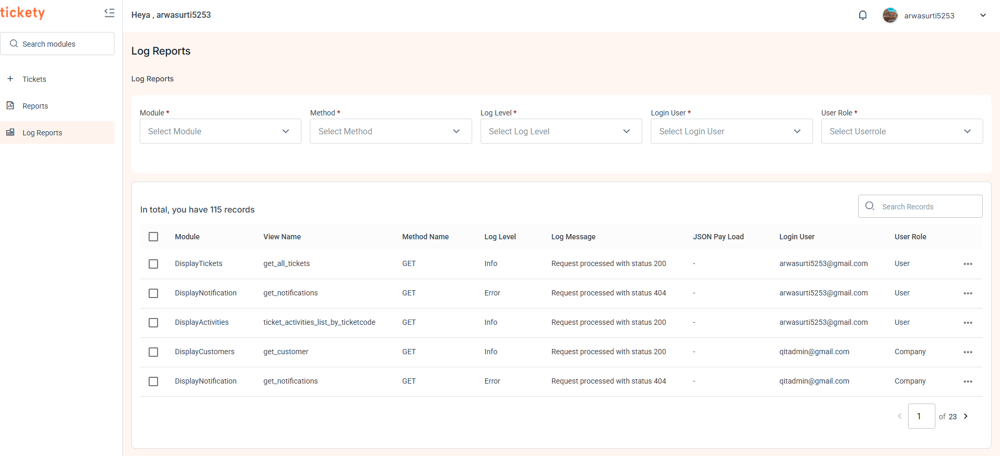 tickety
Heya , arwasurti5253
arwasurti5253
Search modules
Tickets
Reports
Log Reports
Log Reports
Log Reports
Module * Method * Log Level * Login User * User Role *
Select Module Select Method Select Log Level Select Login User Select Userrole
In total, you have 115 records
Search Records
Module View Name Method Name Log Level Log Message JSON Pay Load Login User User Role
DisplayTickets get_all_tickets GET Info Request processed with status 200 - arwasurti5253@gmail.com User
DisplayNotification get_notifications GET Error Request processed with status 404 - arwasurti5253@gmail.com User
DisplayActivities ticket_activities_list_by_ticketcode GET Info Request processed with status 200 - arwasurti5253@gmail.com User
DisplayCustomers get_customer GET Info Request processed with status 200 - qitadmin@gmail.com Company
DisplayNotification get_notifications GET Error Request processed with status 404 - qitadmin@gmail.com Company
1 of 23